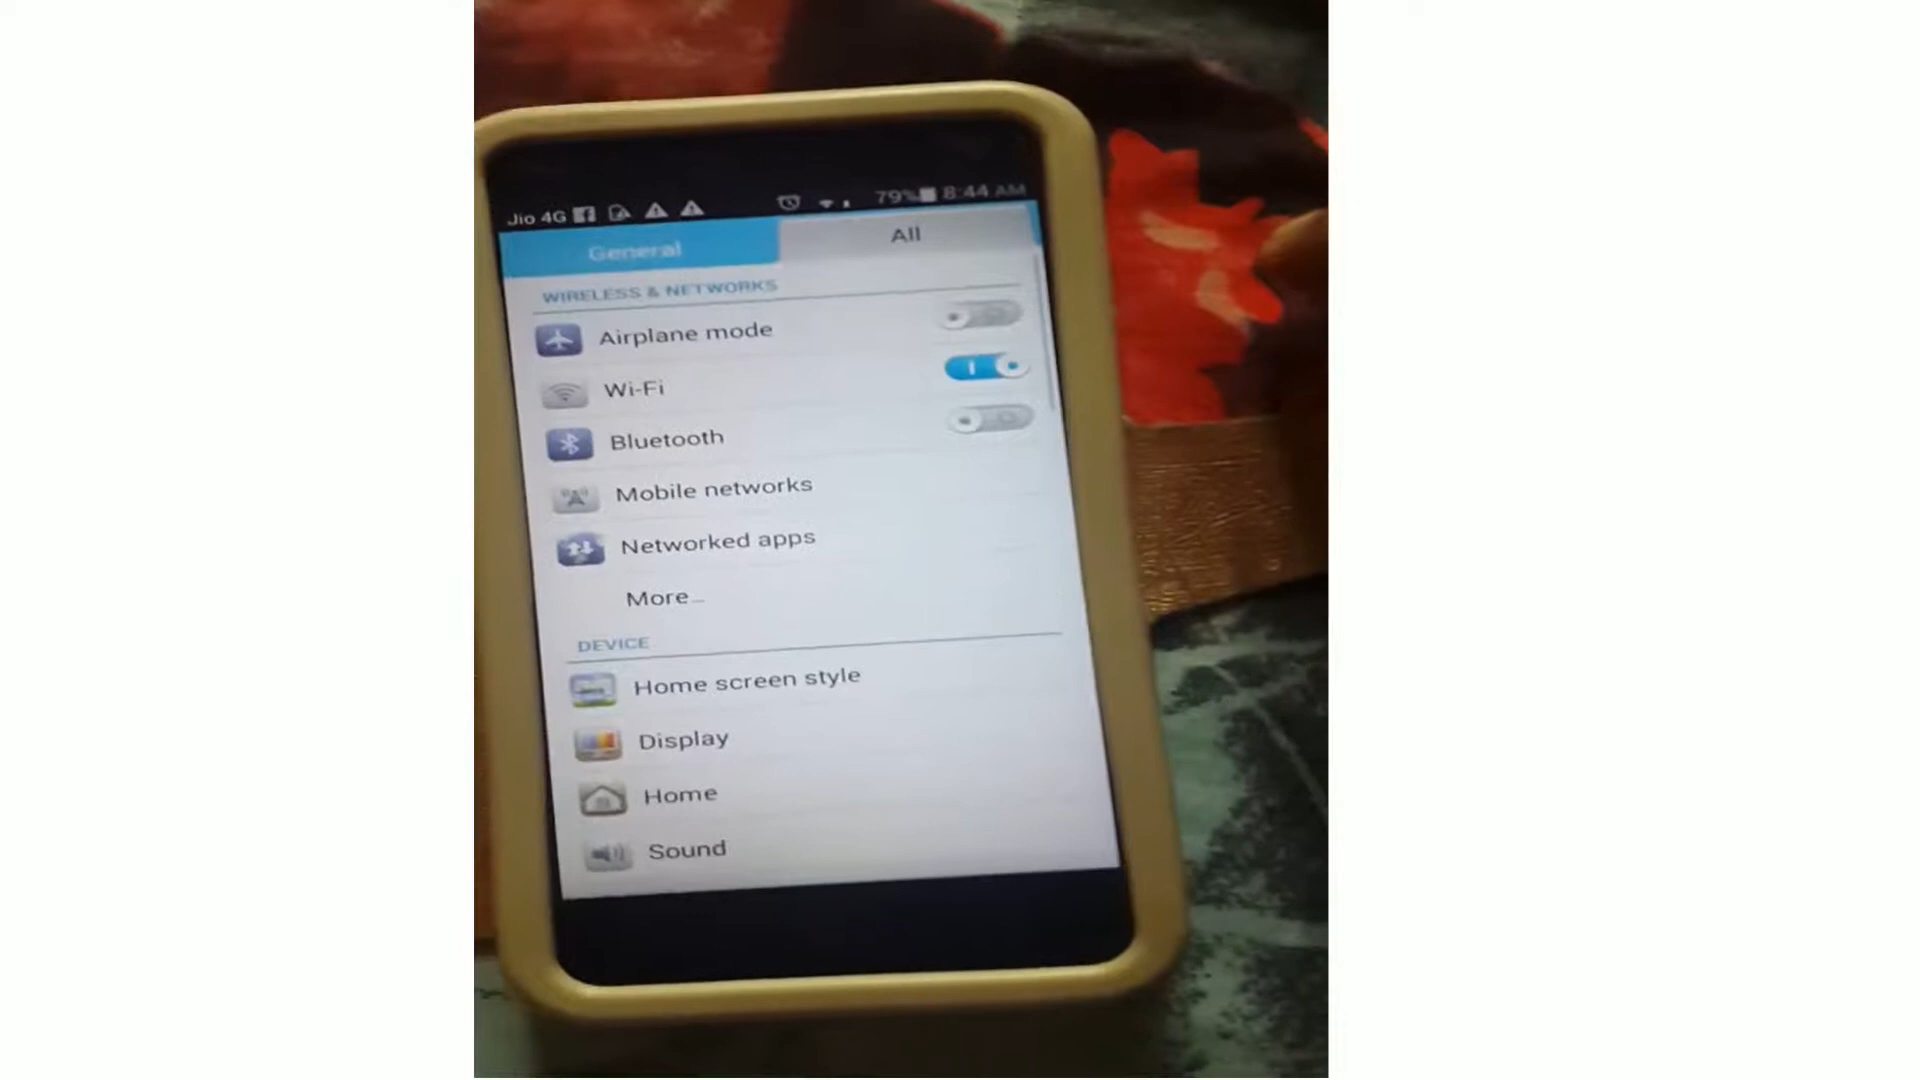 Jio 4G 79% 8:44 AM
General All
WIRELESS & NETWORKS
Airplane mode
Wi-Fi
Bluetooth
Mobile networks
Networked apps
More...
DEVICE
Home screen style
Display
Home
Sound